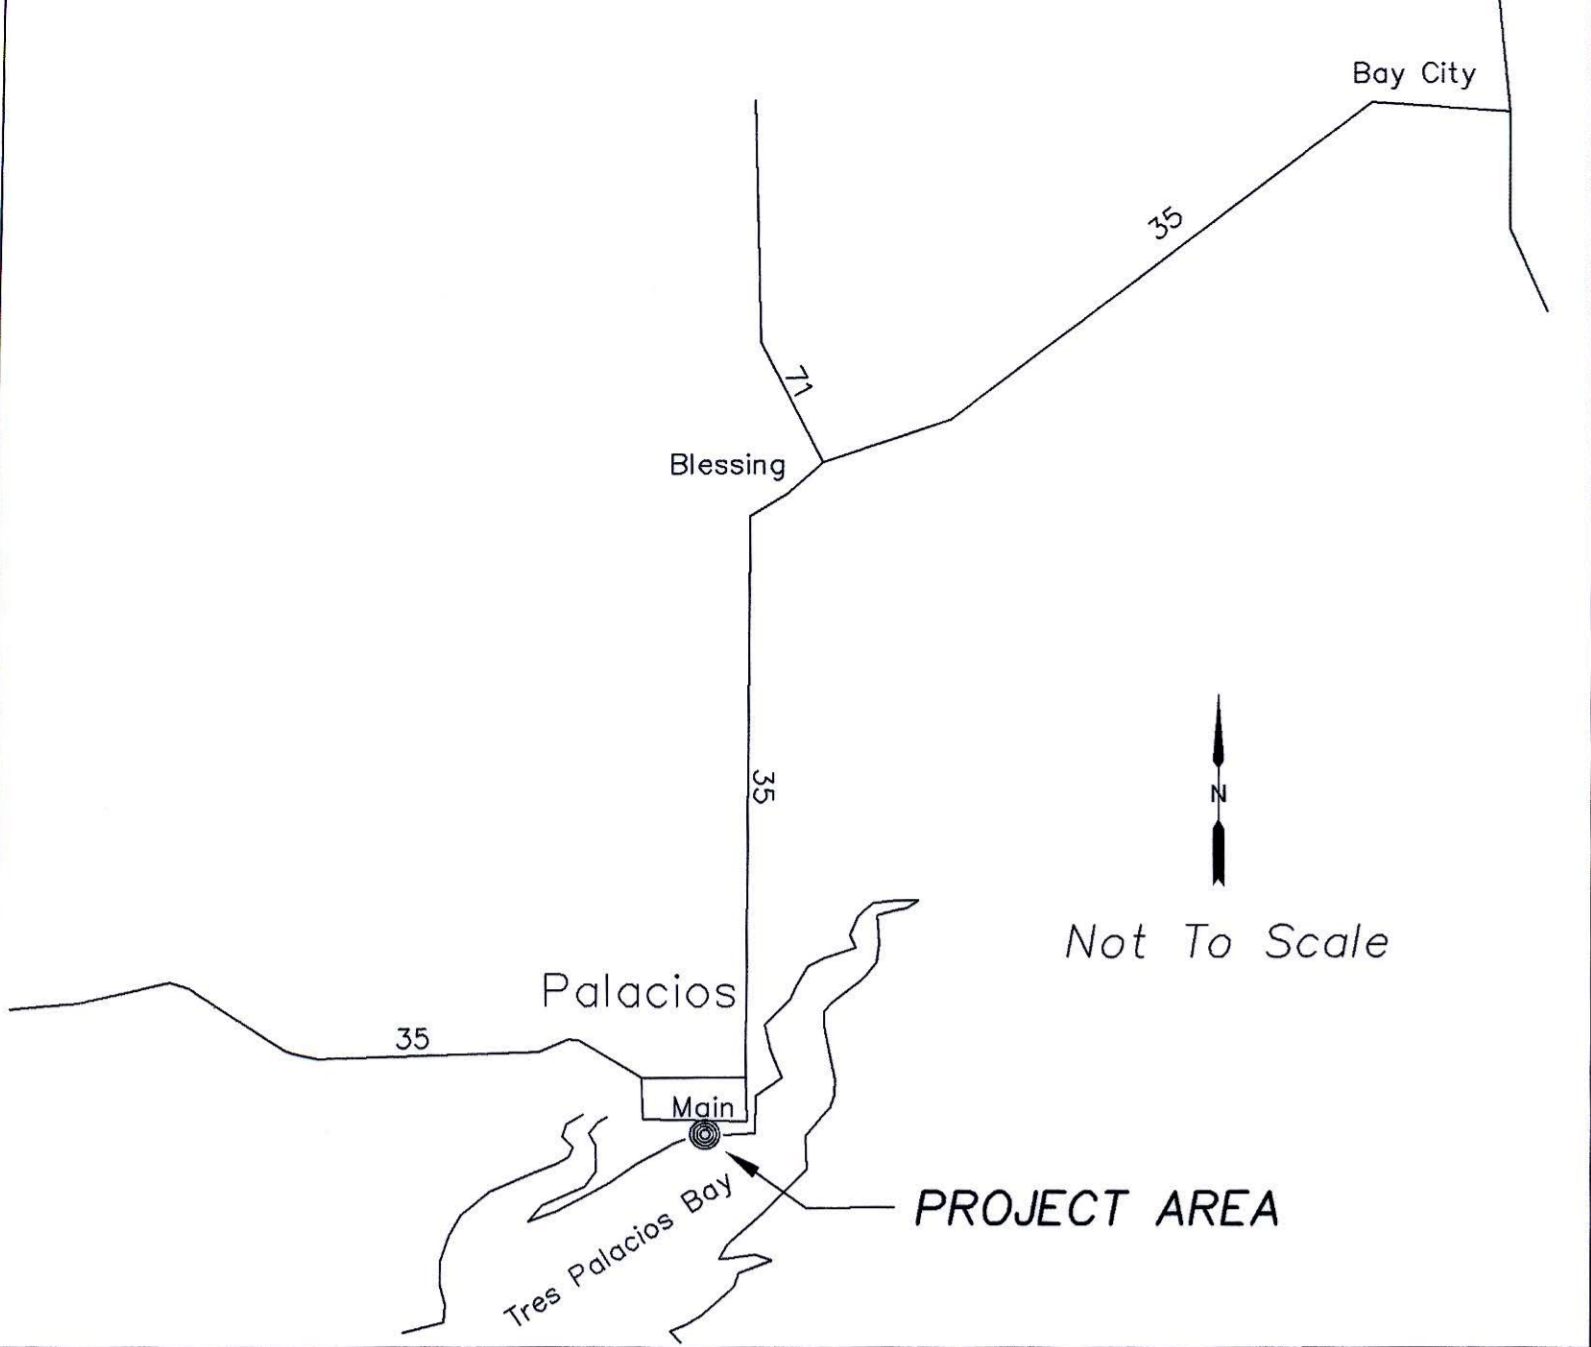 Bay City
35
71
Blessing
35
N
Not To Scale
Palacios
35
Main
PROJECT AREA
Tres Palacios Bay